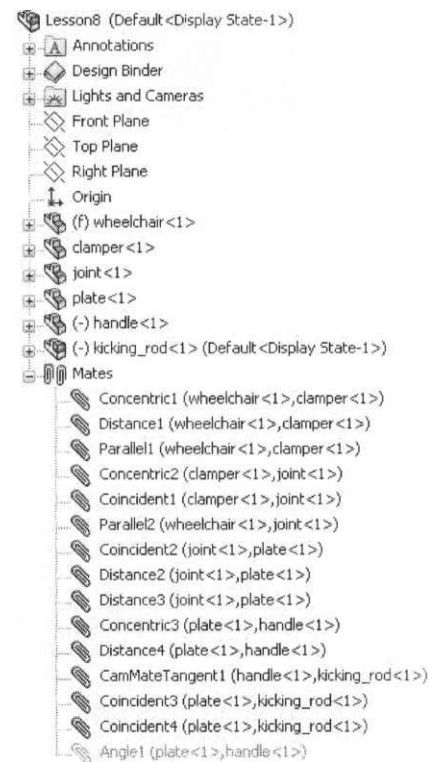 Lesson8 (Default<Display State-1>)
Annotations
Design Binder
Lights and Cameras
Front Plane
Top Plane
Right Plane
Origin
(f) wheelchair<1>
clamper<1>
joint<1>
plate<1>
(-) handle<1>
(-) kicking_rod<1> (Default<Display State-1>)
Mates
Concentric1 (wheelchair<1>,clamper<1>)
Distance1 (wheelchair<1>,clamper<1>)
Parallel1 (wheelchair<1>,clamper<1>)
Concentric2 (clamper<1>,joint<1>)
Coincident1 (clamper<1>,joint<1>)
Parallel2 (wheelchair<1>,joint<1>)
Coincident2 (joint<1>,plate<1>)
Distance2 (joint<1>,plate<1>)
Distance3 (joint<1>,plate<1>)
Concentric3 (plate<1>,handle<1>)
Distance4 (plate<1>,handle<1>)
CamMateTangent1 (handle<1>,kicking_rod<1>)
Coincident3 (plate<1>,kicking_rod<1>)
Coincident4 (plate<1>,kicking_rod<1>)
Angle1 (plate<1>,handle<1>)